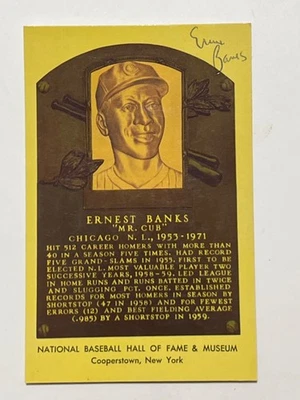 Ernie
Banks
ERNEST BANKS
"MR. CUB"
CHICAGO N. L., 1953-1971
HIT 512 CAREER HOMERS WITH MORE THAN
40 IN A SEASON FIVE TIMES. HAD RECORD
FIVE GRAND-SLAMS IN 1955. FIRST TO BE
ELECTED N.L. MOST VALUABLE PLAYER TWO
SUCCESSIVE YEARS, 1958-59. LED LEAGUE
IN HOME RUNS AND RUNS BATTED IN TWICE
AND SLUGGING PCT. ONCE. ESTABLISHED
RECORDS FOR MOST HOMERS IN SEASON BY
SHORTSTOP (47 IN 1958) AND FOR FEWEST
ERRORS (12) AND BEST FIELDING AVERAGE
(.985) BY A SHORTSTOP IN 1959.
NATIONAL BASEBALL HALL OF FAME & MUSEUM
Cooperstown, New York